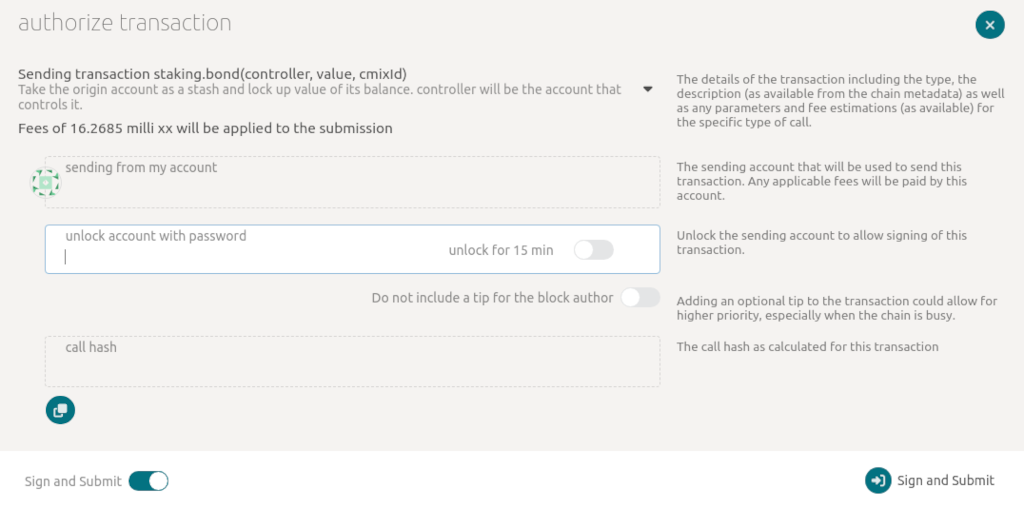 authorize transaction
Sending transaction staking.bond(controller, value, cmixId)
Take the origin account as a stash and lock up value of its balance. controller will be the account that
controls it.
Fees of 16.2685 milli xx will be applied to the submission
The details of the transaction including the type, the
description (as available from the chain metadata) as well
as any parameters and fee estimations (as available) for
the specific type of call.
sending from my account
The sending account that will be used to send this
transaction. Any applicable fees will be paid by this
account.
unlock account with password
unlock for 15 min
Unlock the sending account to allow signing of this
transaction.
Do not include a tip for the block author
Adding an optional tip to the transaction could allow for
higher priority, especially when the chain is busy.
call hash
The call hash as calculated for this transaction
Sign and Submit
Sign and Submit